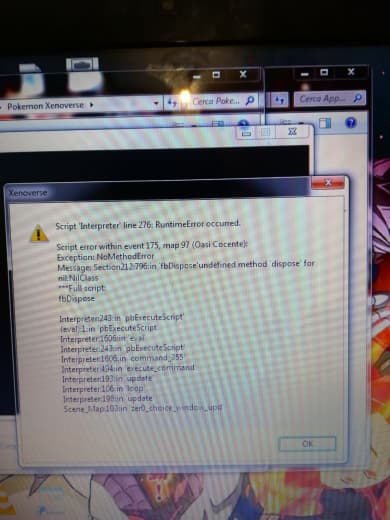 Pokemon Xenoverse
Cerca Poke...
Cerca App...
Xenoverse
Script 'Interpreter' line 276: RuntimeError occurred.
Script error within event 175, map 97 (Oasi Cocente):
Exception: NoMethodError
Message: Section212:796:in `fbDispose'undefined method `dispose' for
nil:NilClass
***Full script:
fbDispose
Interpreter:243:in `pbExecuteScript'
(eval):1:in `pbExecuteScript'
Interpreter:1606:in `eval'
Interpreter:243:in `pbExecuteScript'
Interpreter:1606:in `command_355'
Interpreter:494:in `execute_command'
Interpreter:193:in `update'
Interpreter:106:in `loop'
Interpreter:198:in `update'
Scene_Map:103:in `zer0_choice_window_upd'
OK